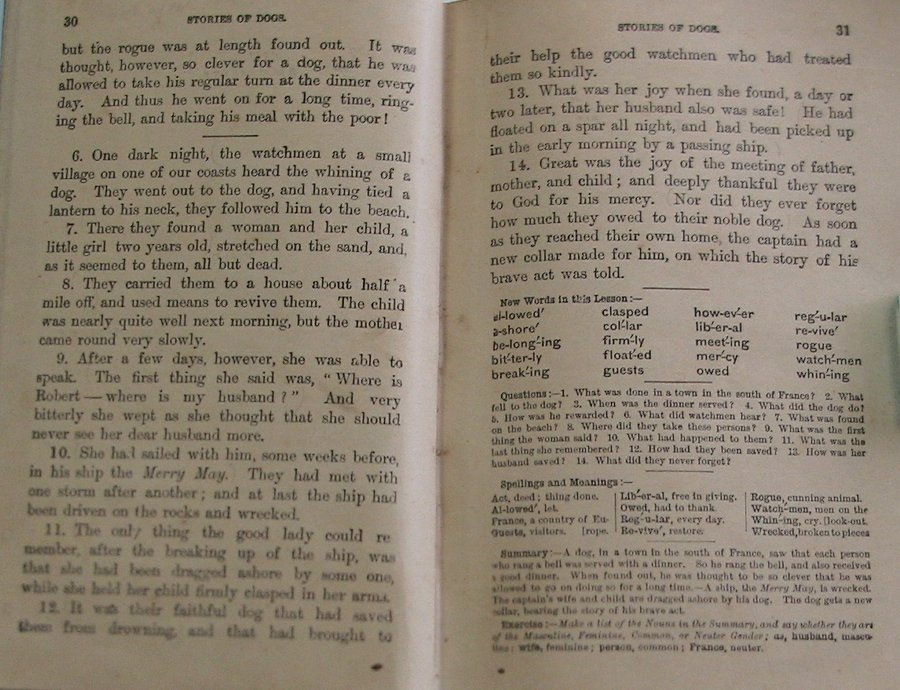 30
STORIES OF DOGS.
but the rogue was at length found out. It was
thought, however, so clever for a dog, that he was
allowed to take his regular turn at the dinner every
day. And thus he went on for a long time, ring-
ing the bell, and taking his meal with the poor!
6. One dark night, the watchmen at a small
village on one of our coasts heard the whining of a
dog. They went out to the dog, and having tied a
lantern to his neck, they followed him to the beach.
7. There they found a woman and her child, a
little girl two years old, stretched on the sand, and,
as it seemed to them, all but dead.
8. They carried them to a house about half a
mile off, and used means to revive them. The child
was nearly quite well next morning, but the mother
came round very slowly.
9. After a few days, however, she was able to
speak. The first thing she said was, "Where is
Robert—where is my husband?" And very
bitterly she wept as she thought that she should
never see her dear husband more.
10. She had sailed with him, some weeks before,
in his ship the Merry May. They had met with
one storm after another; and at last the ship had
been driven on the rocks and wrecked.
11. The only thing the good lady could re
member, after the breaking up of the ship, was
that she had been dragged ashore by some one,
while she held her child firmly clasped in her arms.
12. It was their faithful dog that had saved
them from drowning, and that had brought to
STORIES OF DOGS.
31
their help the good watchmen who had treated
them so kindly.
13. What was her joy when she found, a day or
two later, that her husband also was safe! He had
floated on a spar all night, and had been picked up
in the early morning by a passing ship.
14. Great was the joy of the meeting of father,
mother, and child; and deeply thankful they were
to God for his mercy. Nor did they ever forget
how much they owed to their noble dog. As soon
as they reached their own home, the captain had a
new collar made for him, on which the story of his
brave act was told.
New Words in this Lesson:—
al-lowed′ clasped how-ev′-er reg′-u-lar
a-shore′ col′-lar lib′-er-al re-vive′
be-long′-ing firm′-ly meet′-ing rogue
bit′-ter-ly float′-ed mer′-cy watch′-men
break′-ing guests owed whin′-ing
Questions:—1. What was done in a town in the south of France? 2. What
fell to the dog? 3. When was the dinner served? 4. What did the dog do?
5. How was he rewarded? 6. What did watchmen hear? 7. What was found
on the beach? 8. Where did they take these persons? 9. What was the first
thing the woman said? 10. What had happened to them? 11. What was the
last thing she remembered? 12. How had they been saved? 13. How was her
husband saved? 14. What did they never forget?
Spellings and Meanings:—
Act, deed; thing done. Lib′-er-al, free in giving. Rogue, cunning animal.
Al-lowed′, let. Owed, had to thank. Watch-men, men on the
France, a country of Eu- Reg′-u-lar, every day. Whin′-ing, cry. [look-out.
Guests, visitors. [rope. Re-vive′, restore. Wrecked, broken to pieces
Summary:—A dog, in a town in the south of France, saw that each person
who rang a bell was served with a dinner. So he rang the bell, and also received
a good dinner. When found out, he was thought to be so clever that he was
allowed to go on doing so for a long time.—A ship, the Merry May, is wrecked.
The captain's wife and child are dragged ashore by his dog. The dog gets a new
collar, bearing the story of his brave act.
Exercise:—Make a list of the Nouns in the Summary, and say whether they are
of the Masculine, Feminine, Common, or Neuter Gender; as, husband, mascu-
line; wife, feminine; person, common; France, neuter.